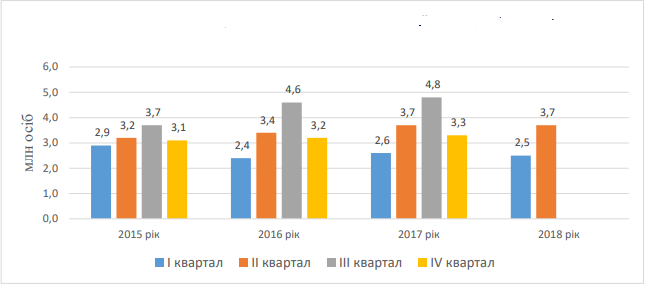 6,0
5,0
4,0
3,0
2,0
1,0
0,0
млн осіб
2,9
3,2
3,7
3,1
2,4
3,4
4,6
3,2
2,6
3,7
4,8
3,3
2,5
3,7
2015 рік
2016 рік
2017 рік
2018 рік
І квартал
ІІ квартал
ІІІ квартал
IV квартал